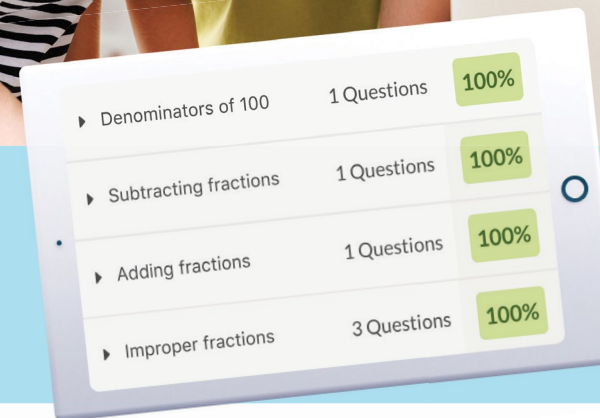 Denominators of 100 1 Questions 100%
Subtracting fractions 1 Questions 100%
Adding fractions 1 Questions 100%
Improper fractions 3 Questions 100%